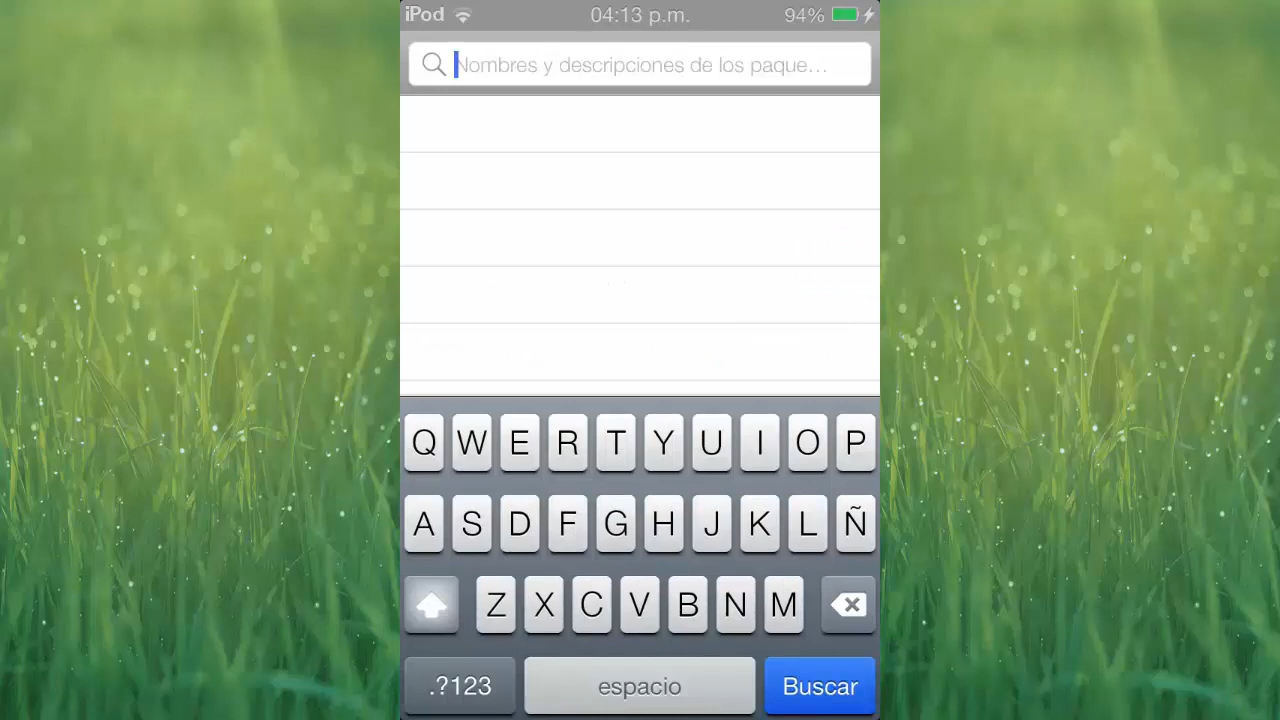 iPod 04:13 p.m. 94%
Nombres y descripciones de los paque...
Q W E R T Y U I O P
A S D F G H J K L Ñ
Z X C V B N M
.?123 espacio Buscar